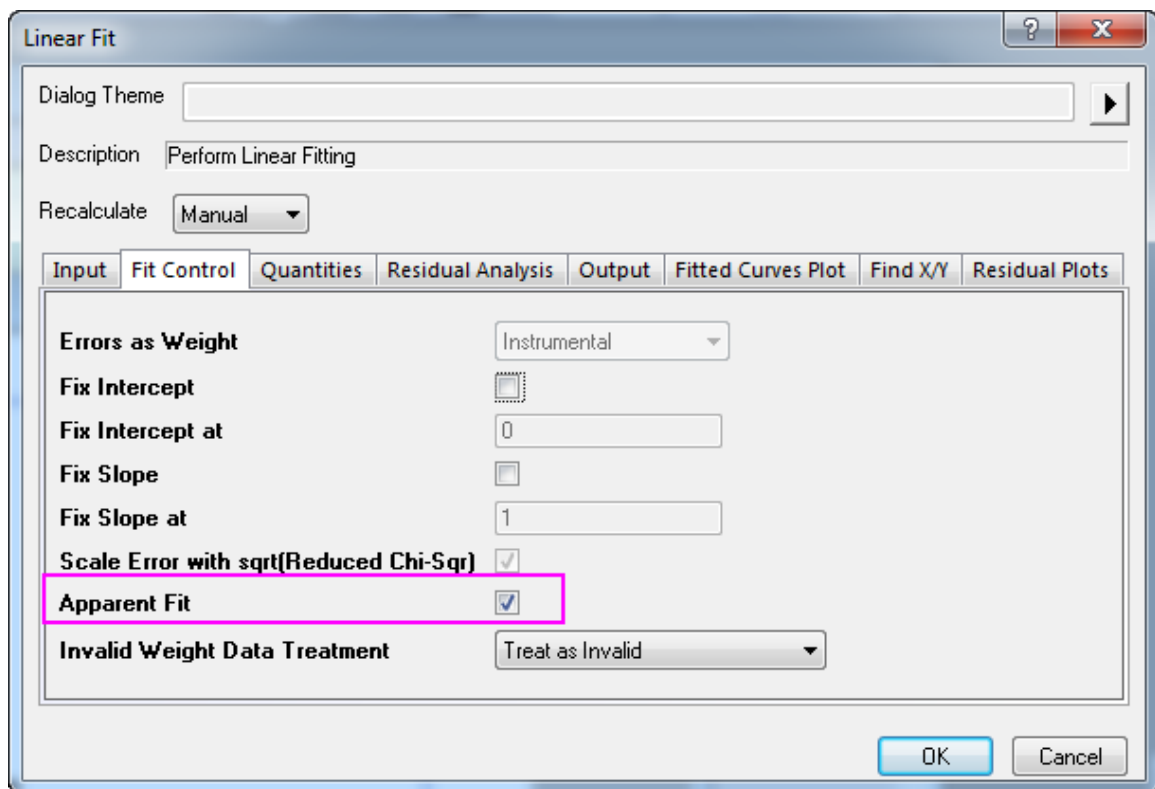 Linear Fit
Dialog Theme
Description Perform Linear Fitting
Recalculate Manual
Input Fit Control Quantities Residual Analysis Output Fitted Curves Plot Find X/Y Residual Plots
Errors as Weight Instrumental
Fix Intercept
Fix Intercept at 0
Fix Slope
Fix Slope at 1
Scale Error with sqrt(Reduced Chi-Sqr)
Apparent Fit
Invalid Weight Data Treatment Treat as Invalid
OK Cancel